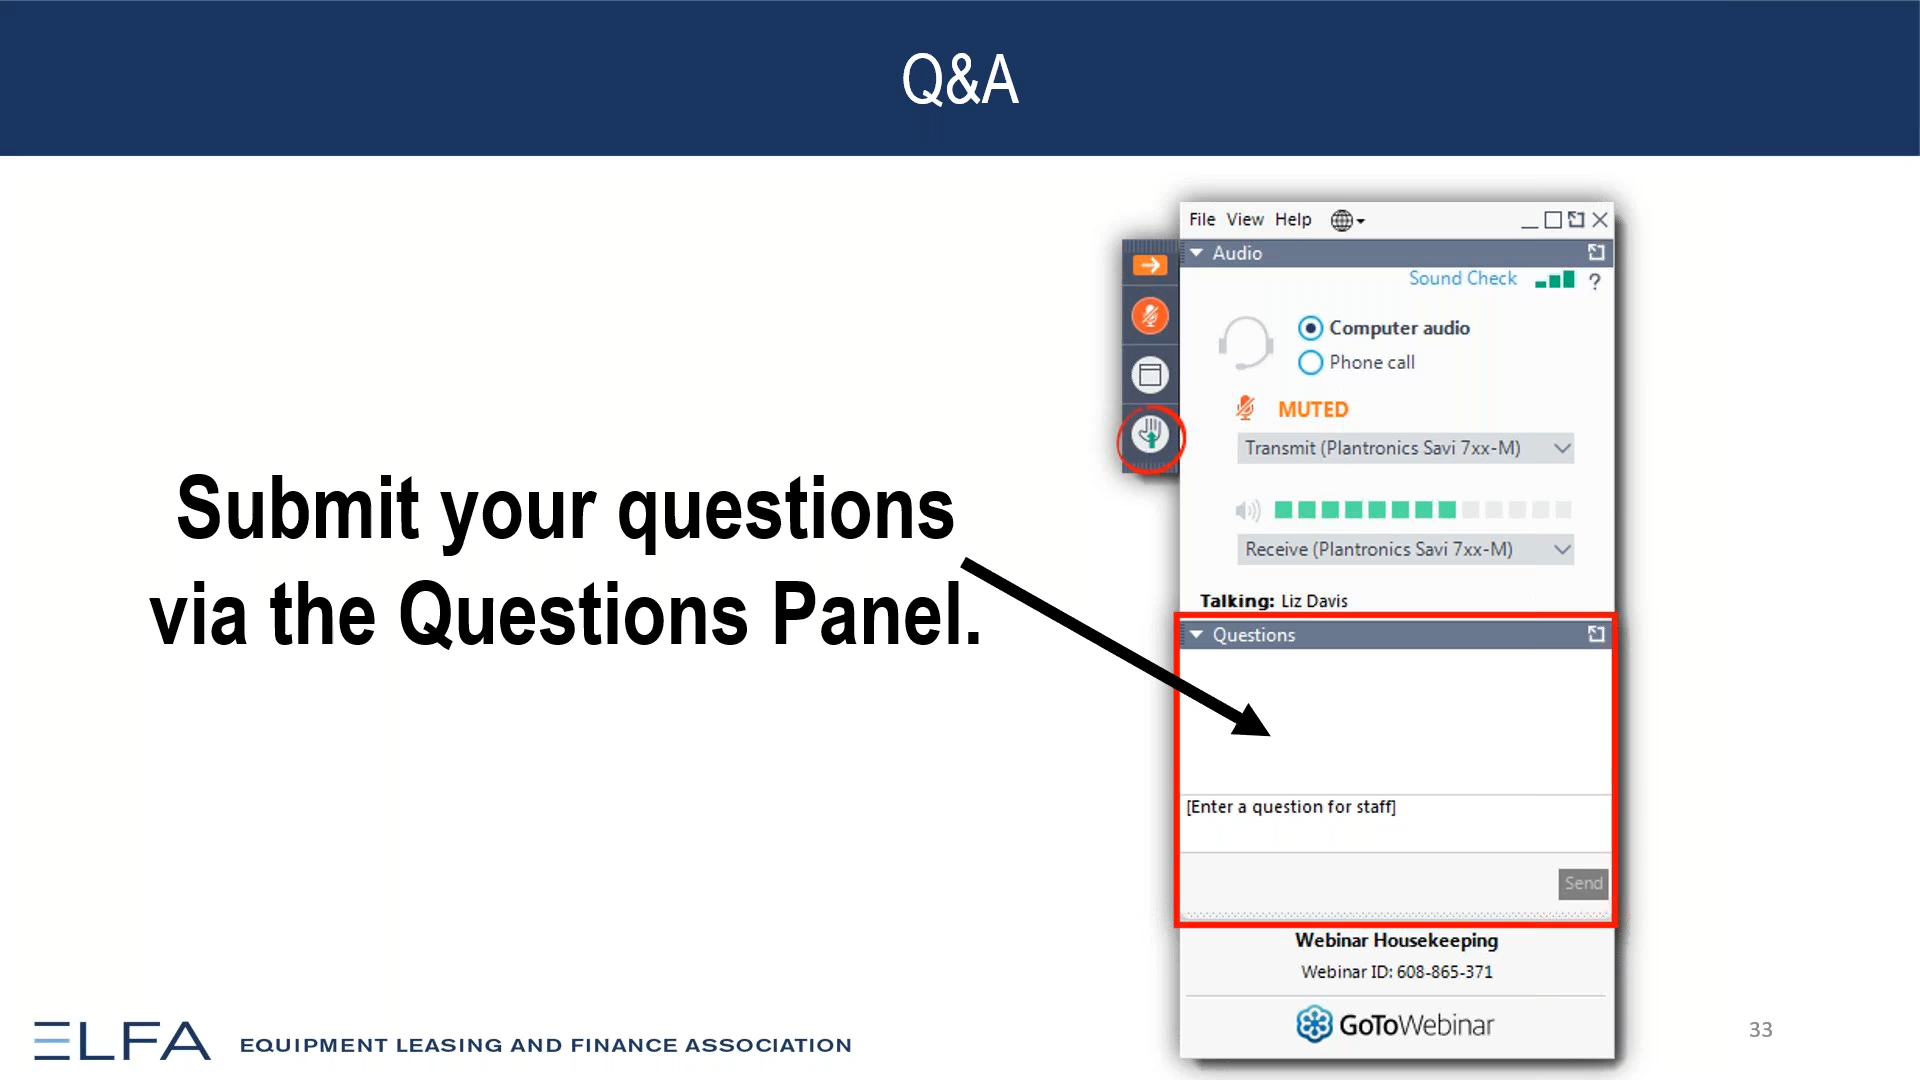 Q&A
Submit your questions
via the Questions Panel.
File View Help
Audio
Sound Check ?
Computer audio
Phone call
MUTED
Transmit (Plantronics Savi 7xx-M)
Receive (Plantronics Savi 7xx-M)
Talking: Liz Davis
Questions
[Enter a question for staff]
Send
Webinar Housekeeping
Webinar ID: 608-865-371
GoToWebinar
ELFA EQUIPMENT LEASING AND FINANCE ASSOCIATION
33